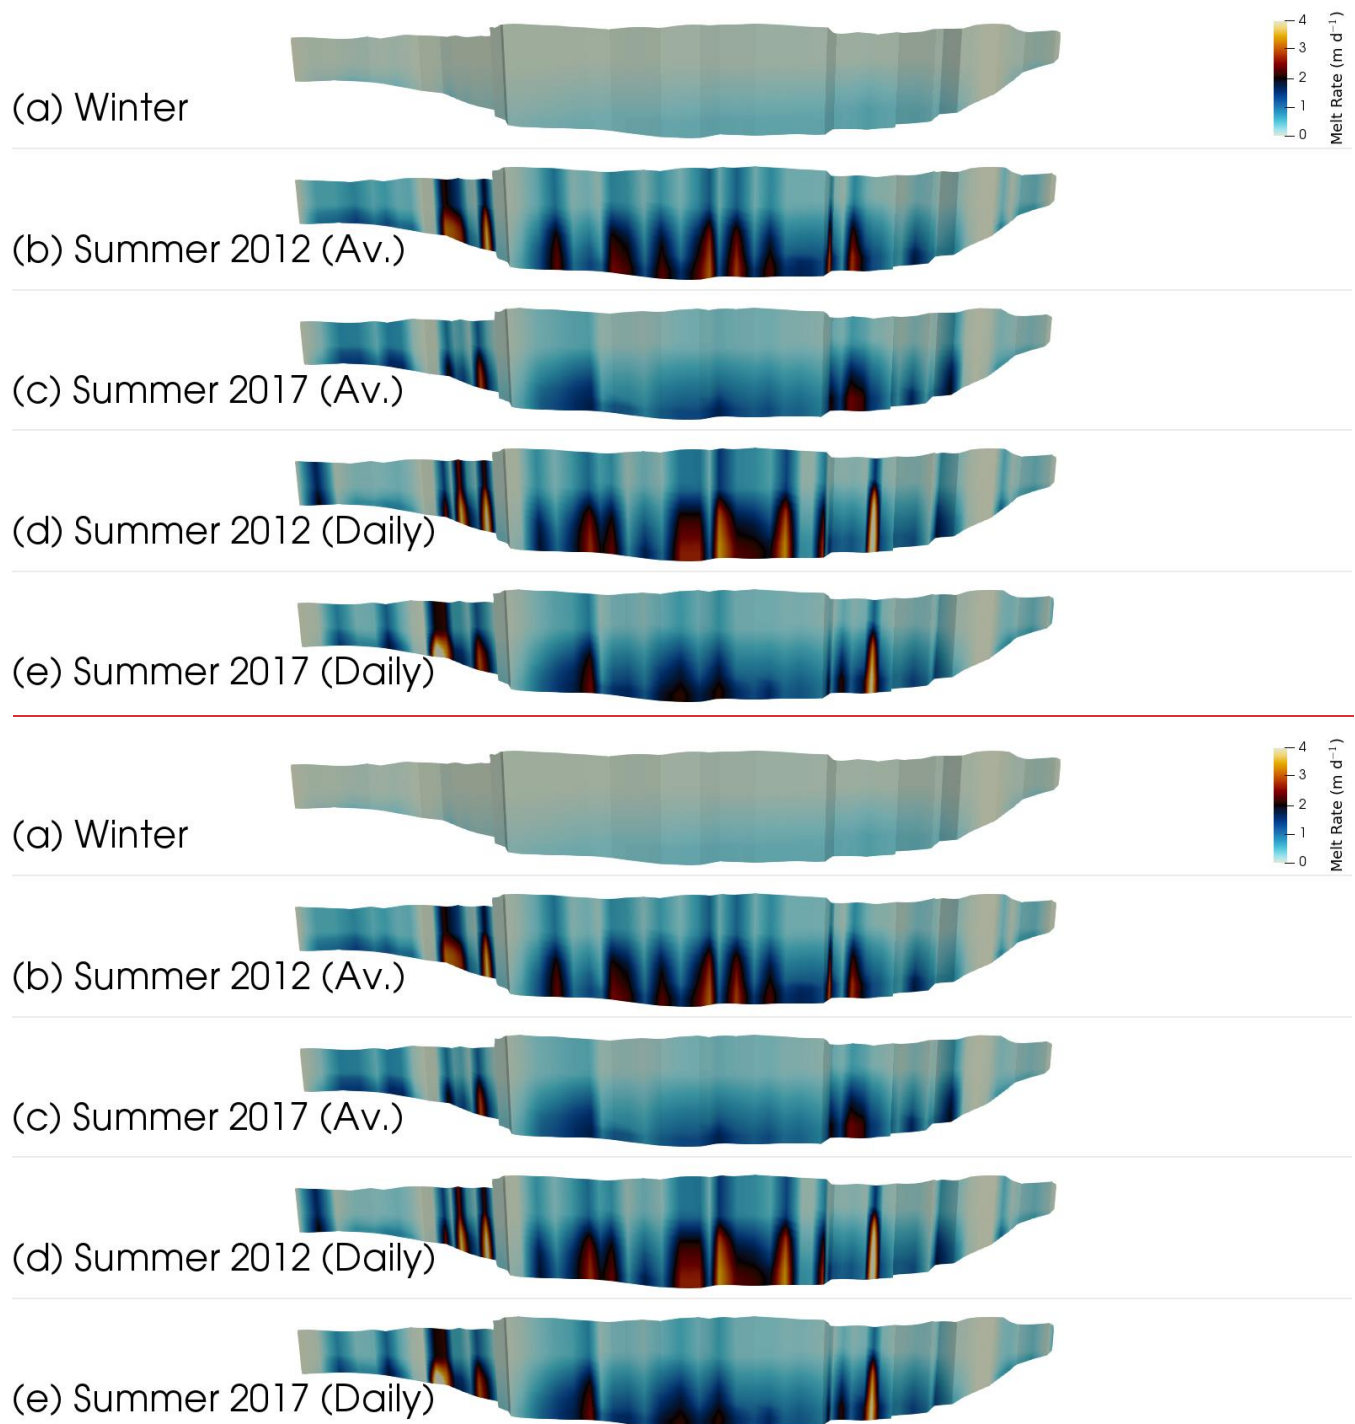 4
3
2
1
0
Melt Rate (m d⁻¹)
(a) Winter
(b) Summer 2012 (Av.)
(c) Summer 2017 (Av.)
(d) Summer 2012 (Daily)
(e) Summer 2017 (Daily)
4
3
2
1
0
Melt Rate (m d⁻¹)
(a) Winter
(b) Summer 2012 (Av.)
(c) Summer 2017 (Av.)
(d) Summer 2012 (Daily)
(e) Summer 2017 (Daily)